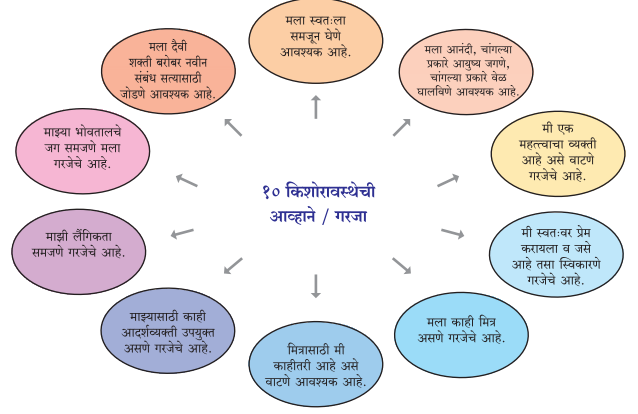 मला स्वतःला
समजून घेणे
आवश्यक आहे.
मला आनंदी, चांगल्या
प्रकारे आयुष्य जगणे,
चांगल्या प्रकारे वेळ
घालविणे आवश्यक आहे.
मी एक
महत्त्वाचा व्यक्ती
आहे असे वाटणे
गरजेचे आहे.
मी स्वतःवर प्रेम
करायला व जसे
आहे तसा स्विकारणे
गरजेचे आहे.
मला काही मित्र
असणे गरजेचे आहे.
मित्रासाठी मी
काहीतरी आहे असे
वाटणे आवश्यक आहे.
माझ्यासाठी काही
आदर्शव्यक्ती उपयुक्त
असणे गरजेचे आहे.
माझी लैंगिकता
समजणे गरजेचे आहे.
माझ्या भोवतालचे
जग समजणे मला
गरजेचे आहे.
मला दैवी
शक्ती बरोबर नवीन
संबंध सत्यासाठी
जोडणे आवश्यक आहे.
१० किशोरावस्थेची
आव्हाने / गरजा